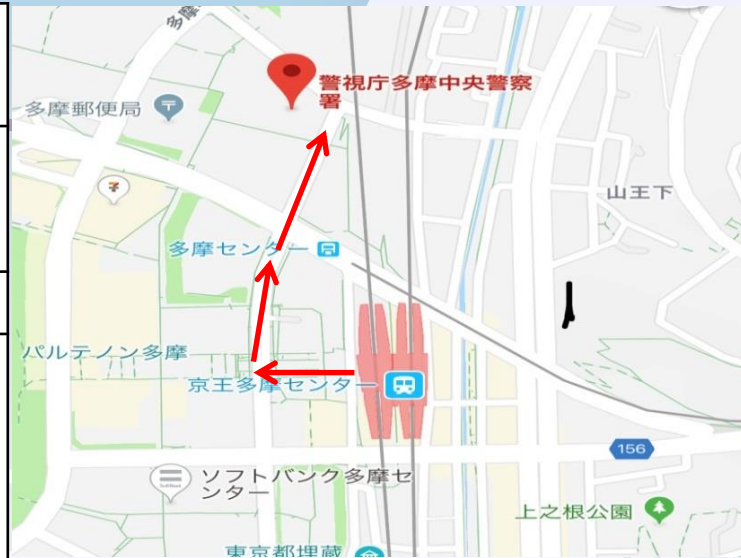 多摩
警視庁多摩中央警察
署
多摩郵便局
山王下
多摩センター
パルテノン多摩
京王多摩センター
156
ソフトバンク多摩セ
ンター
上之根公園
東京都埋蔵